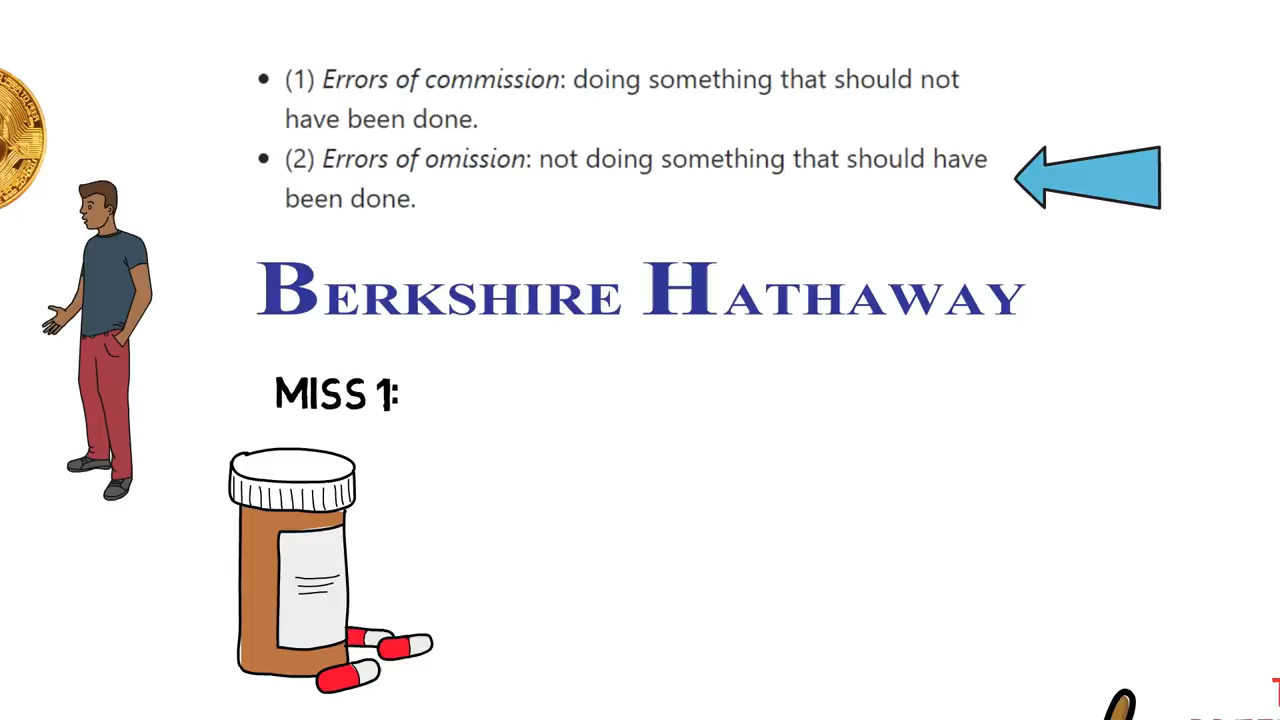 (1) Errors of commission: doing something that should not
have been done.
(2) Errors of omission: not doing something that should have
been done.
BERKSHIRE HATHAWAY
MISS 1: